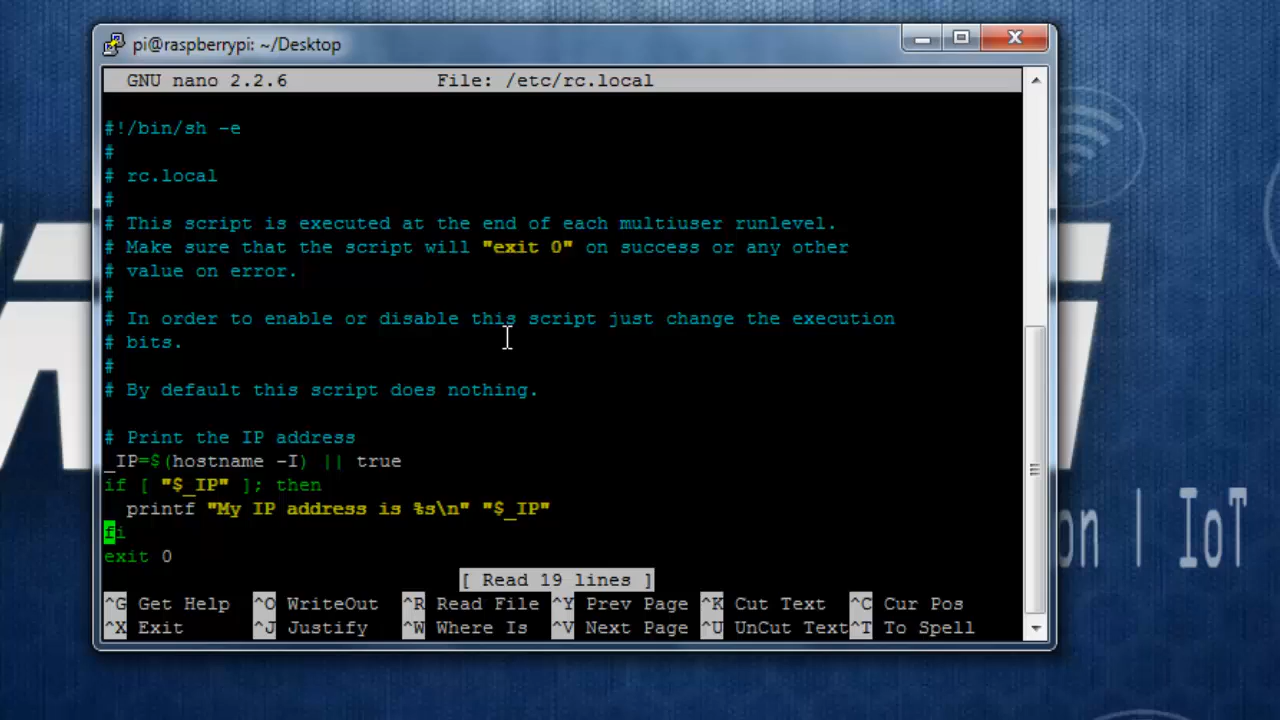 pi@raspberrypi: ~/Desktop
GNU nano 2.2.6 File: /etc/rc.local
#!/bin/sh -e
#
# rc.local
#
# This script is executed at the end of each multiuser runlevel.
# Make sure that the script will "exit 0" on success or any other
# value on error.
#
# In order to enable or disable this script just change the execution
# bits.
#
# By default this script does nothing.
# Print the IP address
_IP=$(hostname -I) || true
if [ "$_IP" ]; then
printf "My IP address is %s\n" "$_IP"
fi
exit 0
[ Read 19 lines ]
^G Get Help ^O WriteOut ^R Read File ^Y Prev Page ^K Cut Text ^C Cur Pos
^X Exit ^J Justify ^W Where Is ^V Next Page ^U UnCut Text ^T To Spell
on | IoT